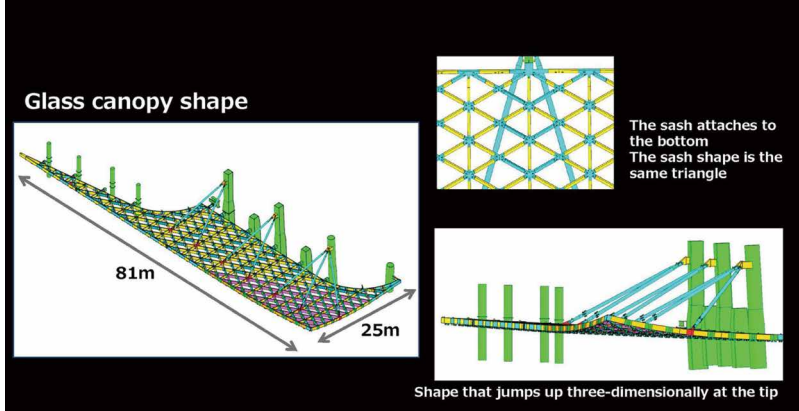 Glass canopy shape
81m
25m
The sash attaches to
the bottom
The sash shape is the
same triangle
Shape that jumps up three-dimensionally at the tip